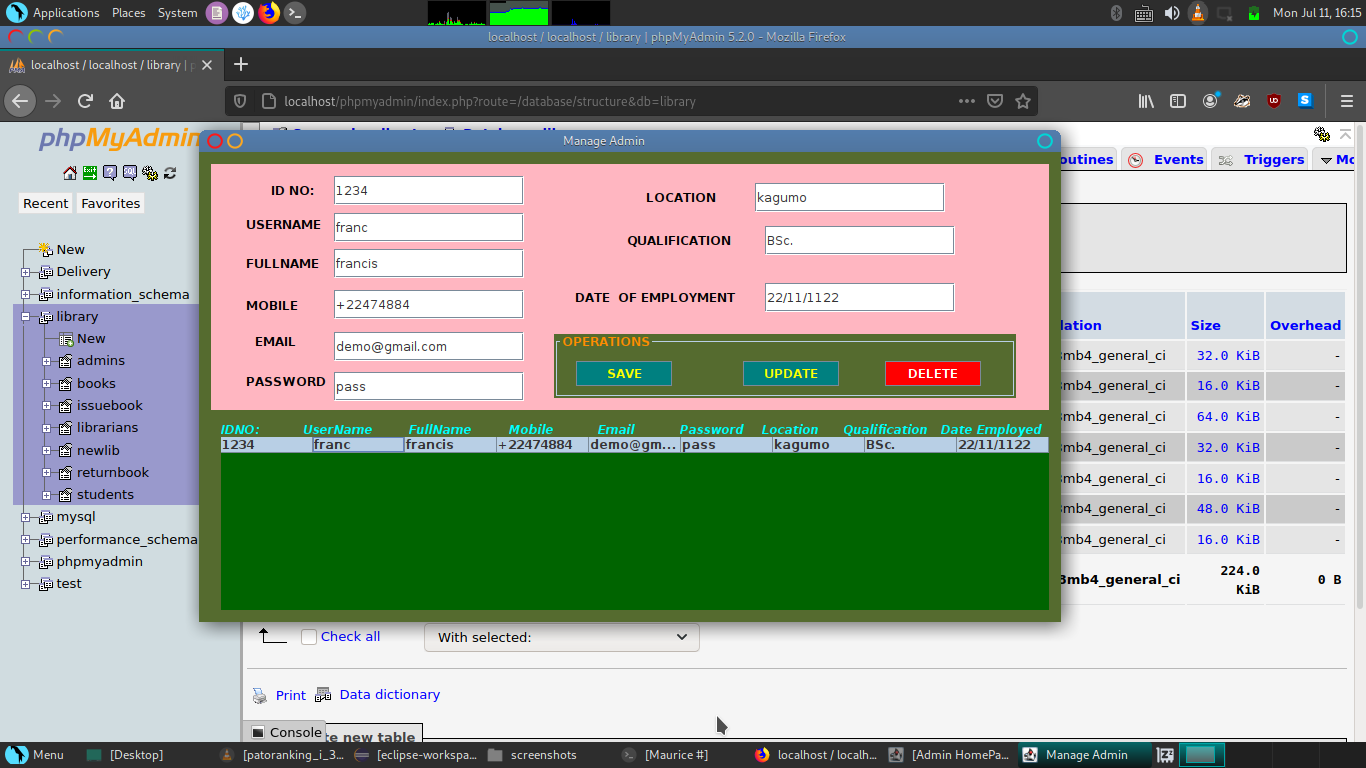 Applications Places System Mon Jul 11, 16:15
localhost / localhost / library | phpMyAdmin 5.2.0 - Mozilla Firefox
localhost / localhost / library |
localhost/phpmyadmin/index.php?route=/database/structure&db=library
phpMyAdmin
Recent Favorites
New
Delivery
information_schema
library
New
admins
books
issuebook
librarians
newlib
returnbook
students
mysql
performance_schema
phpmyadmin
test
Manage Admin
ID NO: 1234
USERNAME franc
FULLNAME francis
MOBILE +22474884
EMAIL demo@gmail.com
PASSWORD pass
LOCATION kagumo
QUALIFICATION BSc.
DATE OF EMPLOYMENT 22/11/1122
OPERATIONS
SAVE UPDATE DELETE
IDNO: UserName FullName Mobile Email Password Location Qualification Date Employed
1234 franc francis +22474884 demo@gm... pass kagumo BSc. 22/11/1122
outines Events Triggers Mo
lation Size Overhead
mb4_general_ci 32.0 KiB -
mb4_general_ci 16.0 KiB -
mb4_general_ci 64.0 KiB -
mb4_general_ci 32.0 KiB -
mb4_general_ci 16.0 KiB -
mb4_general_ci 48.0 KiB -
mb4_general_ci 16.0 KiB -
mb4_general_ci 224.0 KiB 0 B
Check all With selected:
Print Data dictionary
Console te new table
Menu [Desktop] [patoranking_i_3... [eclipse-workspa... screenshots [Maurice #] localhost / localh... [Admin HomePa... Manage Admin